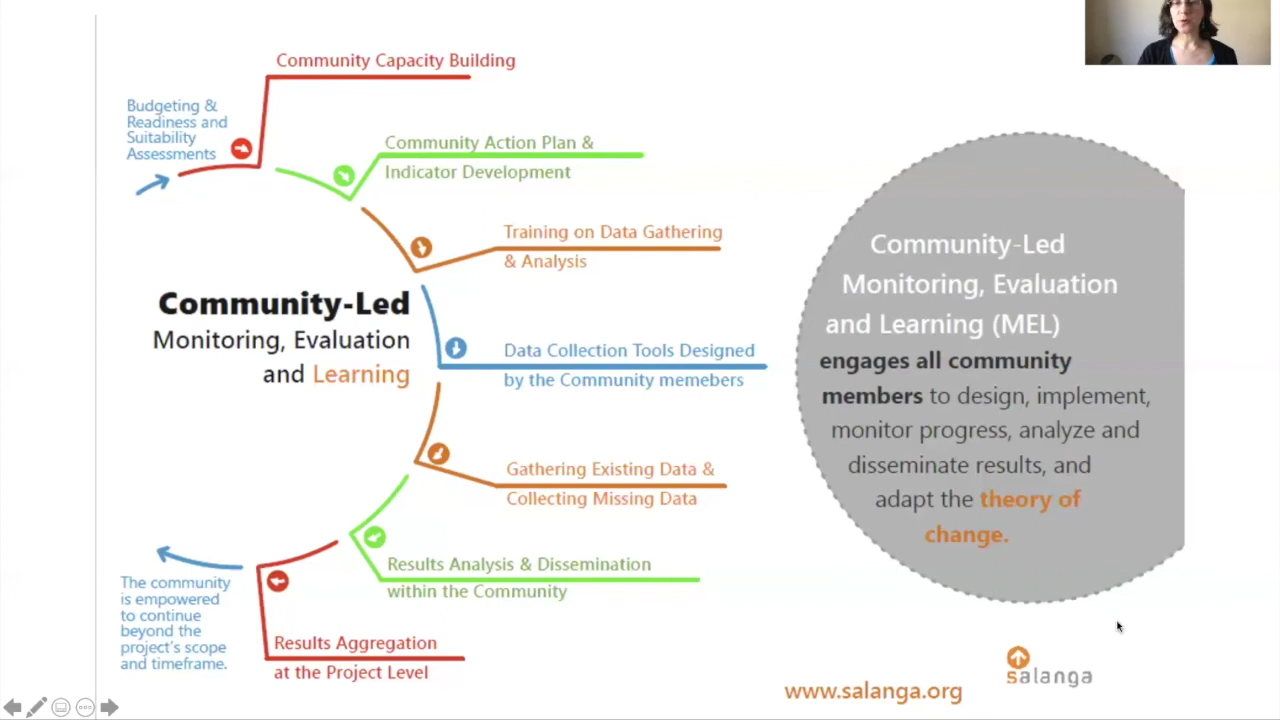 Community Capacity Building
Budgeting &
Readiness and
Suitability
Assessments
Community Action Plan &
Indicator Development
Training on Data Gathering
& Analysis
Community-Led
Monitoring, Evaluation
and Learning
Data Collection Tools Designed
by the Community memebers
Gathering Existing Data &
Collecting Missing Data
Results Analysis & Dissemination
within the Community
The community
is empowered
to continue
beyond the
project's scope
and timeframe.
Results Aggregation
at the Project Level
Community-Led
Monitoring, Evaluation
and Learning (MEL)
engages all community
members to design, implement,
monitor progress, analyze and
disseminate results, and
adapt the theory of
change.
salanga
www.salanga.org